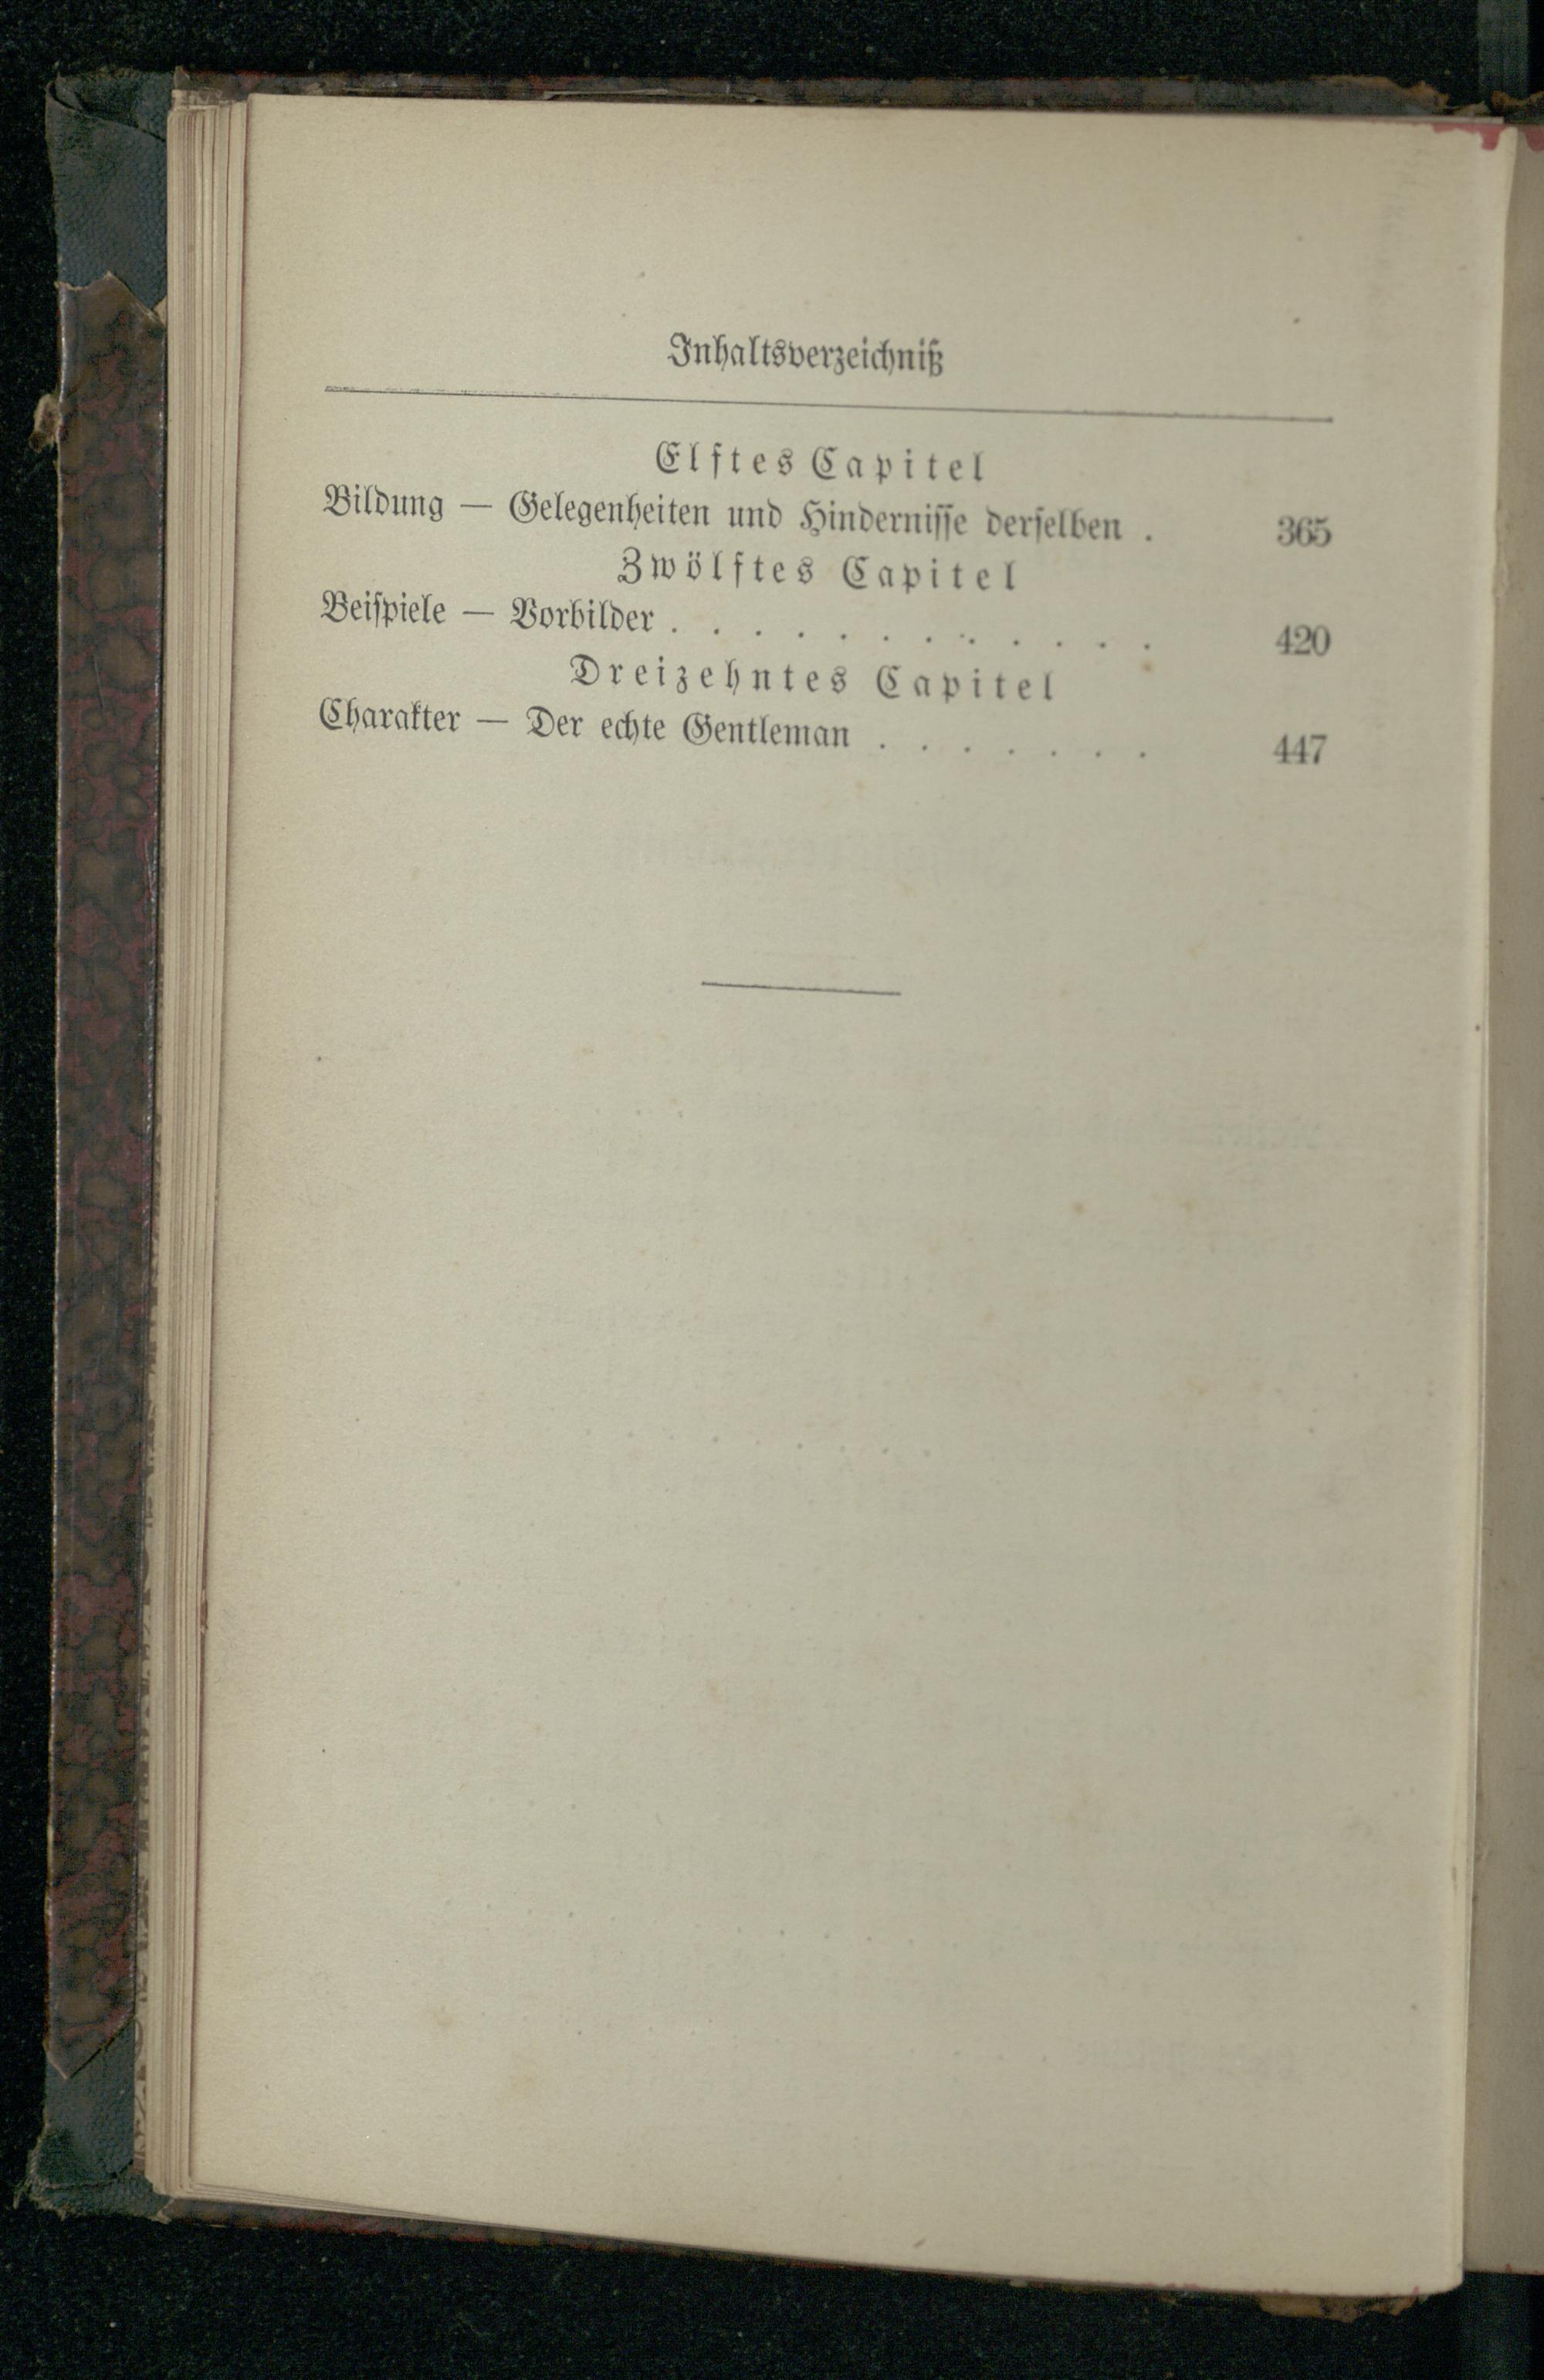 Inhaltsverzeichniß
Elftes Capitel
Bildung — Gelegenheiten und Hindernisse derselben . 365
Zwölftes Capitel
Beispiele — Vorbilder . . . . . . . . . . . . 420
Dreizehntes Capitel
Charakter — Der echte Gentleman . . . . . . . 447